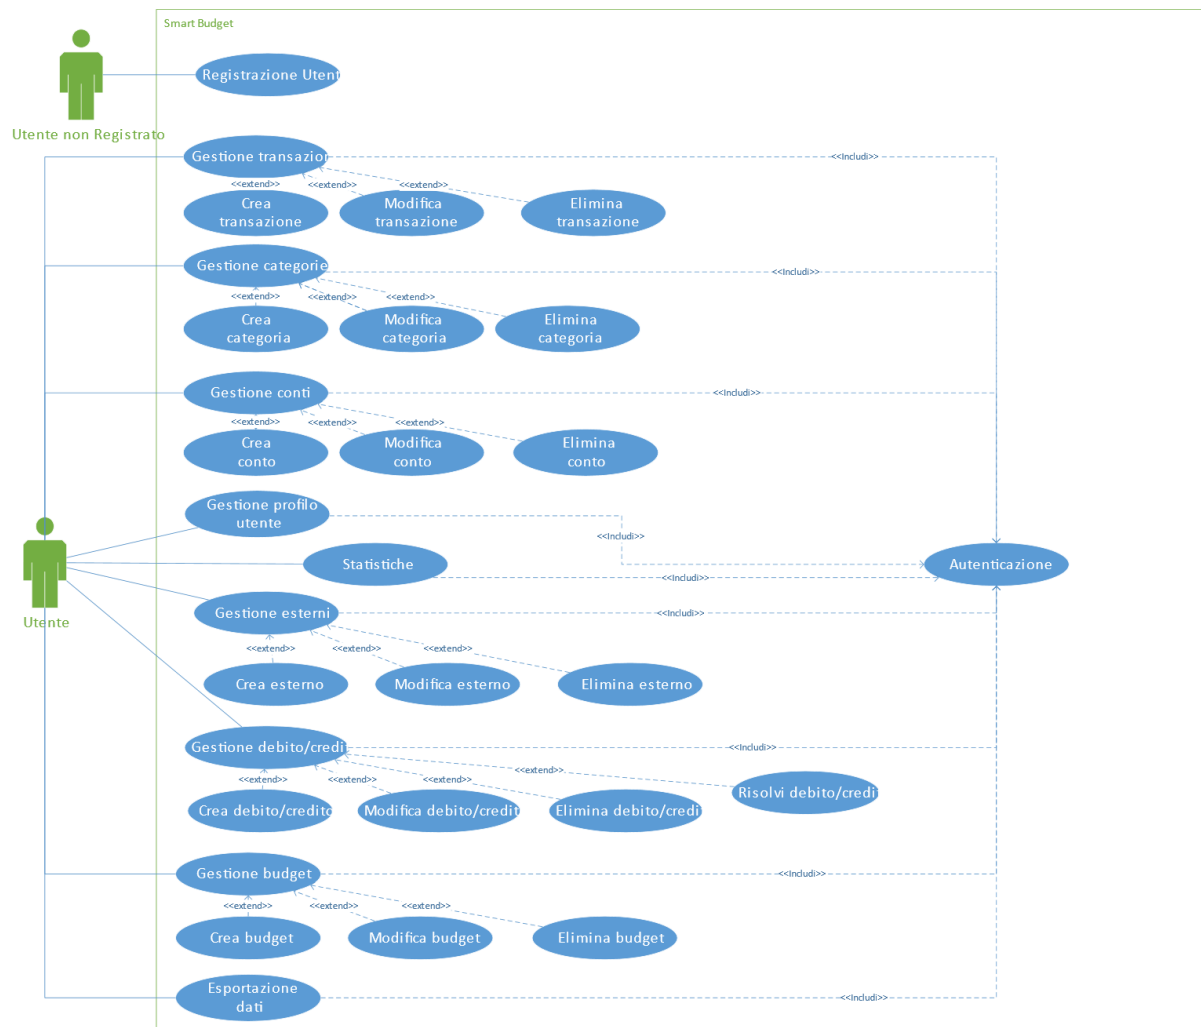 Smart Budget
Registrazione Utent
Utente non Registrato
Gestione transazion
<<Includi>>
<<extend>>
<<extend>>
<<extend>>
Crea
transazione
Modifica
transazione
Elimina
transazione
Gestione categorie
<<Includi>>
<<extend>>
<<extend>>
<<extend>>
Crea
categoria
Modifica
categoria
Elimina
categoria
Gestione conti
<<Includi>>
<<extend>>
<<extend>>
<<extend>>
Crea
conto
Modifica
conto
Elimina
conto
Gestione profilo
utente
<<Includi>>
Statistiche
Autenticazione
<<Includi>>
Utente
Gestione esterni
<<Includi>>
<<extend>>
<<extend>>
<<extend>>
Crea esterno
Modifica esterno
Elimina esterno
Gestione debito/credit
<<Includi>>
<<extend>>
<<extend>>
<<extend>>
<<extend>>
Risolvi debito/credit
Crea debito/credito
Modifica debito/credit
Elimina debito/credit
Gestione budget
<<Includi>>
<<extend>>
<<extend>>
<<extend>>
Crea budget
Modifica budget
Elimina budget
Esportazione
dati
<<Includi>>